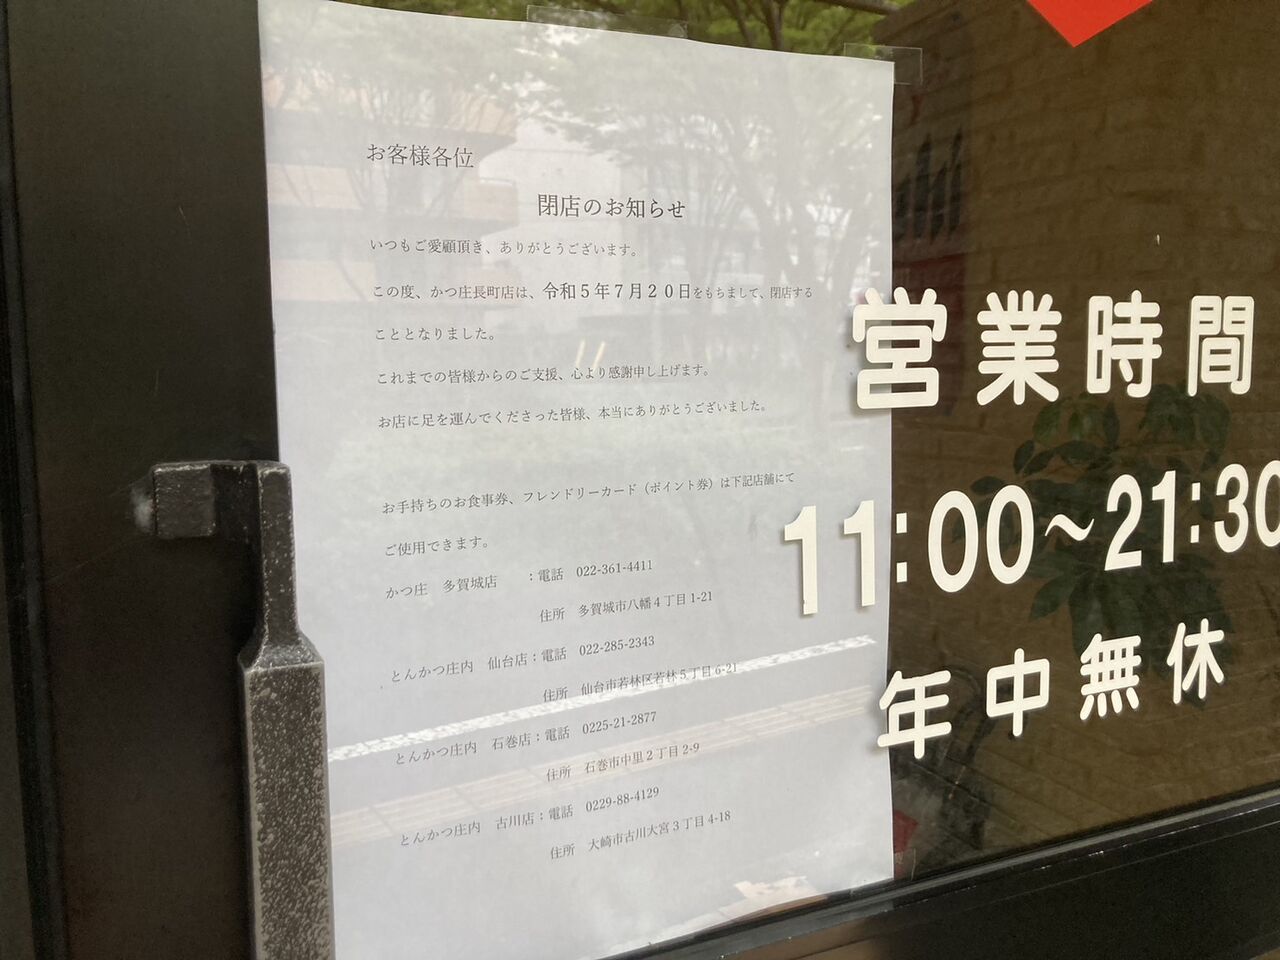 お客様各位
閉店のお知らせ
いつもご愛顧頂き、ありがとうございます。
この度、かつ庄長町店は、令和５年７月２０日をもちまして、閉店する
こととなりました。
これまでの皆様からのご支援、心より感謝申し上げます。
お店に足を運んでくださった皆様、本当にありがとうございました。
お手持ちのお食事券、フレンドリーカード（ポイント券）は下記店舗にて
ご使用できます。
かつ庄　多賀城店　：電話　022-361-4411
住所　多賀城市八幡４丁目1-21
とんかつ庄内　仙台店：電話　022-285-2343
住所　仙台市若林区若林５丁目6-21
とんかつ庄内　石巻店：電話　0225-21-2877
住所　石巻市中里２丁目2-9
とんかつ庄内　古川店：電話　0229-88-4129
住所　大崎市古川大宮３丁目4-18
営業時間
11:00～21:30
年中無休